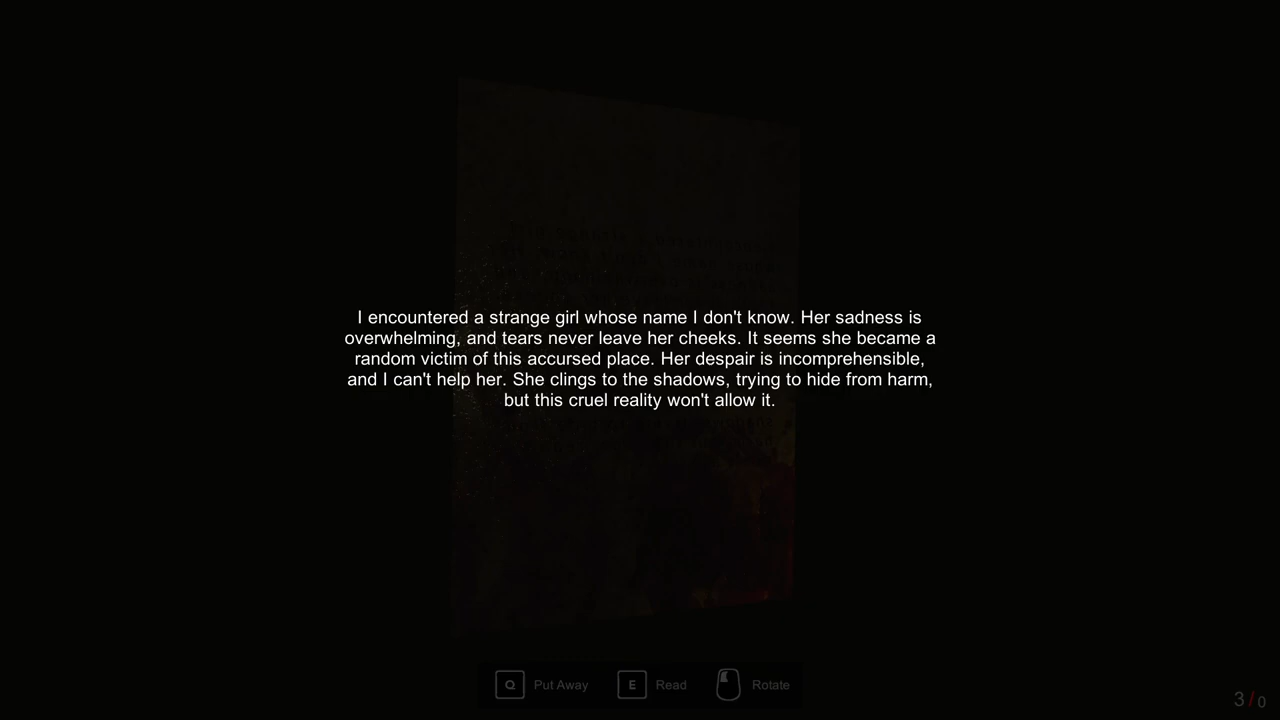 I encountered a strange girl whose name I don't know. Her sadness is
overwhelming, and tears never leave her cheeks. It seems she became a
random victim of this accursed place. Her despair is incomprehensible,
and I can't help her. She clings to the shadows, trying to hide from harm,
but this cruel reality won't allow it.
Q Put Away E Read Rotate
3/0